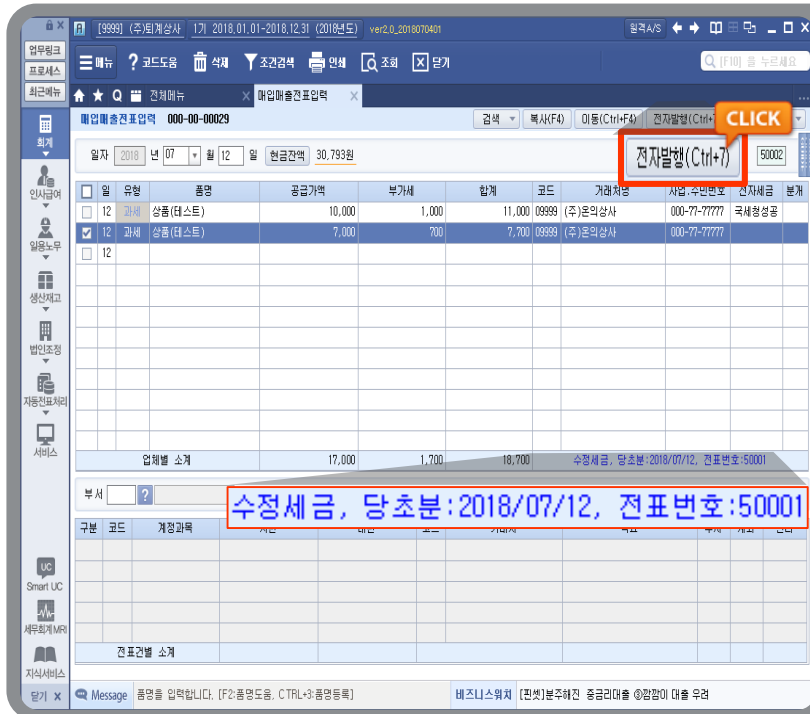 [9999] (주)퇴계상사 1기 2018.01.01~2018.12.31 (2018년도) ver2.0_2018070401 원격A/S
업무링크
프로세스
최근메뉴
메뉴 ? 코드도움 삭제 조건검색 인쇄 조회 닫기 [F10] 을 누르세요
전체메뉴 매입매출전표입력
매입매출전표입력 000-00-00029 검색 복사(F4) 이동(Ctrl+F4) 전자발행(Ctrl+
CLICK
일자 2018 년 07 월 12 일 현금잔액 30,793원 전자발행(Ctrl+7) 50002
일 유형 품명 공급가액 부가세 합계 코드 거래처명 사업.주민번호 전자세금 분개
12 과세 상품(테스트) 10,000 1,000 11,000 09999 (주)온의상사 000-77-77777 국세청성공
12 과세 상품(테스트) 7,000 700 7,700 09999 (주)온의상사 000-77-77777
12
업체별 소계 17,000 1,700 18,700 수정세금, 당초분:2018/07/12, 전표번호:50001
부서 ?
수정세금, 당초분:2018/07/12, 전표번호:50001
구분 코드 계정과목
전표건별 소계
회계
인사급여
일용노무
생산재고
법인조정
자동전표처리
서비스
UC
Smart UC
세무회계 MRI
지식서비스
닫기 X
Message 품명을 입력합니다. [F2:품명도움, CTRL+3:품명등록] 비즈니스워치 [핀셋]분주해진 중금리대출 ③깜깜이 대출 우려